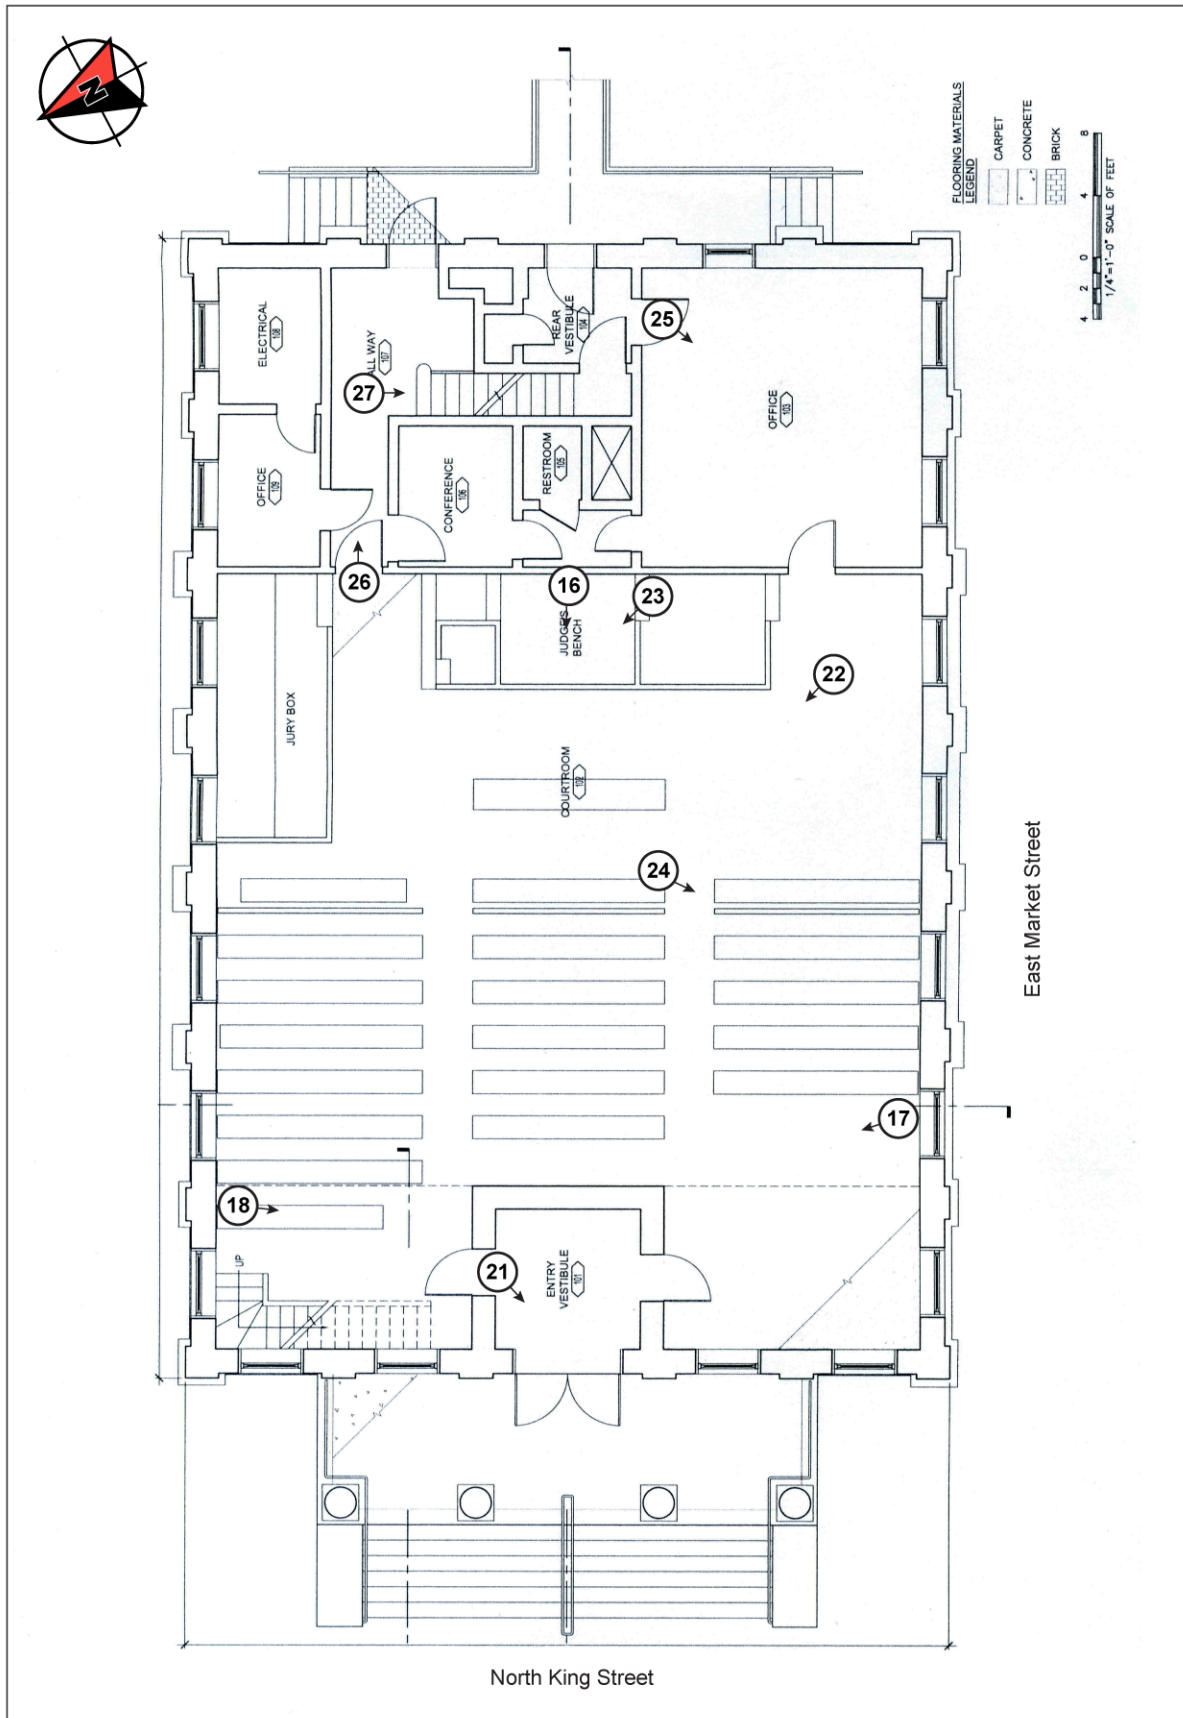 N
FLOORING MATERIALS
LEGEND
CARPET
CONCRETE
BRICK
4 2 0 4 8
1/4"=1'-0" SCALE OF FEET
ELECTRICAL
108
ALL WAY
107
REAR
VESTIBULE
104
25
27
OFFICE
103
OFFICE
109
CONFERENCE
106
RESTROOM
105
26
16
23
JUDGE'S
BENCH
22
JURY BOX
COURTROOM
102
24
East Market Street
17
18
UP
21
ENTRY
VESTIBULE
101
North King Street